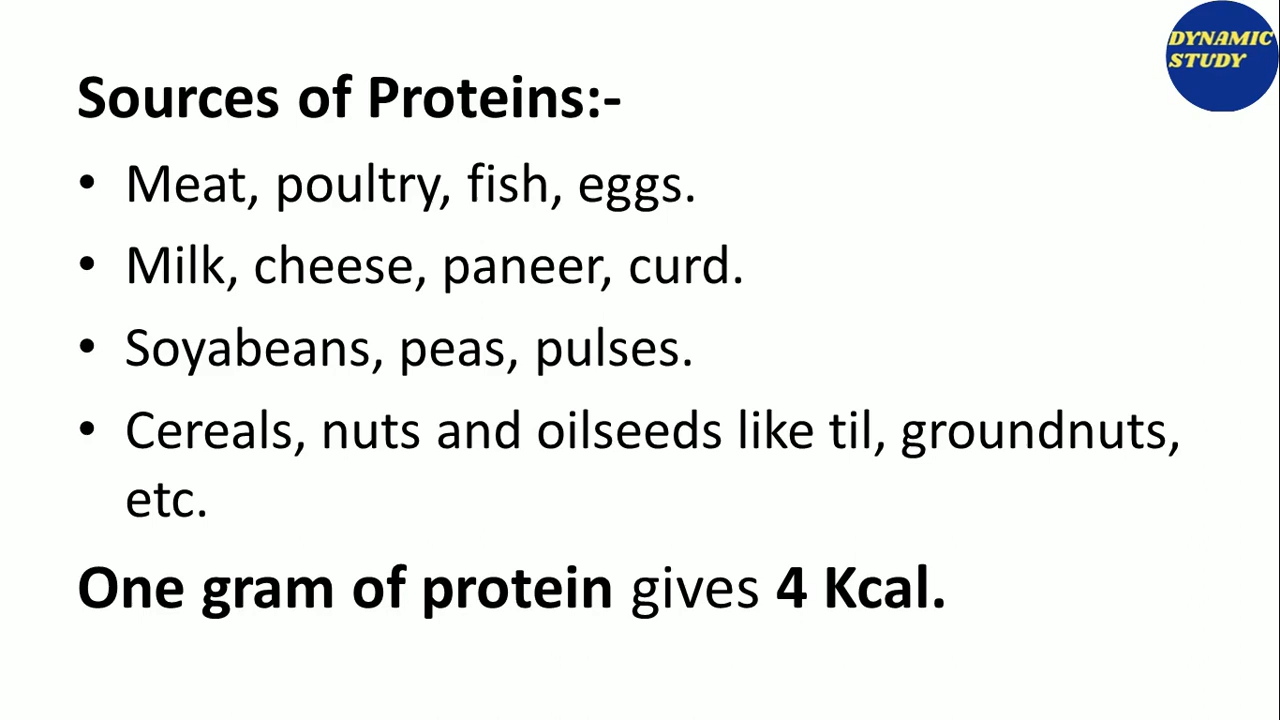 DYNAMIC
STUDY
Sources of Proteins:-
• Meat, poultry, fish, eggs.
• Milk, cheese, paneer, curd.
• Soyabeans, peas, pulses.
• Cereals, nuts and oilseeds like til, groundnuts,
etc.
One gram of protein gives 4 Kcal.